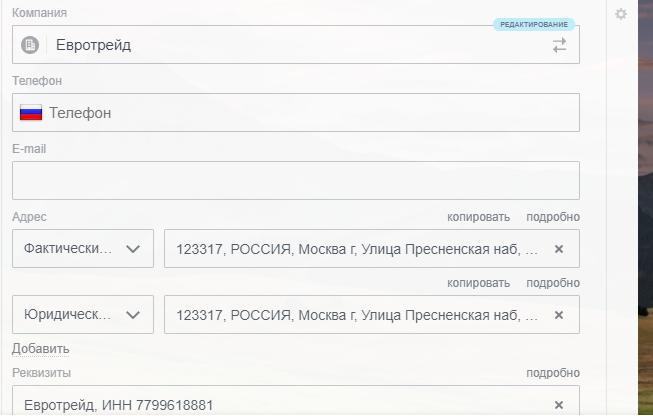 Компания
РЕДАКТИРОВАНИЕ
Евротрейд
Телефон
Телефон
E-mail
Адрес копировать подробно
Фактически... 123317, РОССИЯ, Москва г, Улица Пресненская наб, ...
копировать подробно
Юридическ... 123317, РОССИЯ, Москва г, Улица Пресненская наб, ...
Добавить
Реквизиты подробно
Евротрейд, ИНН 7799618881